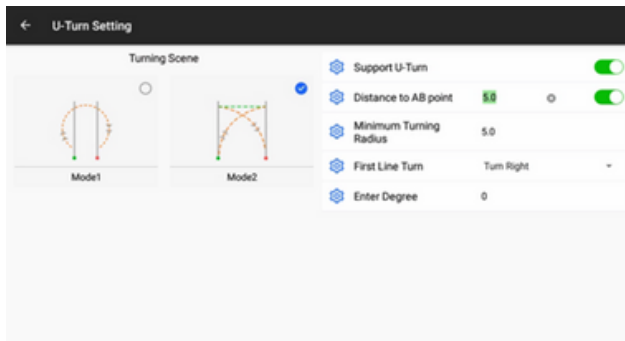 U-Turn Setting
Turning Scene
Mode1
Mode2
Support U-Turn
Distance to AB point 5.0
Minimum Turning
Radius 5.0
First Line Turn Turn Right
Enter Degree 0